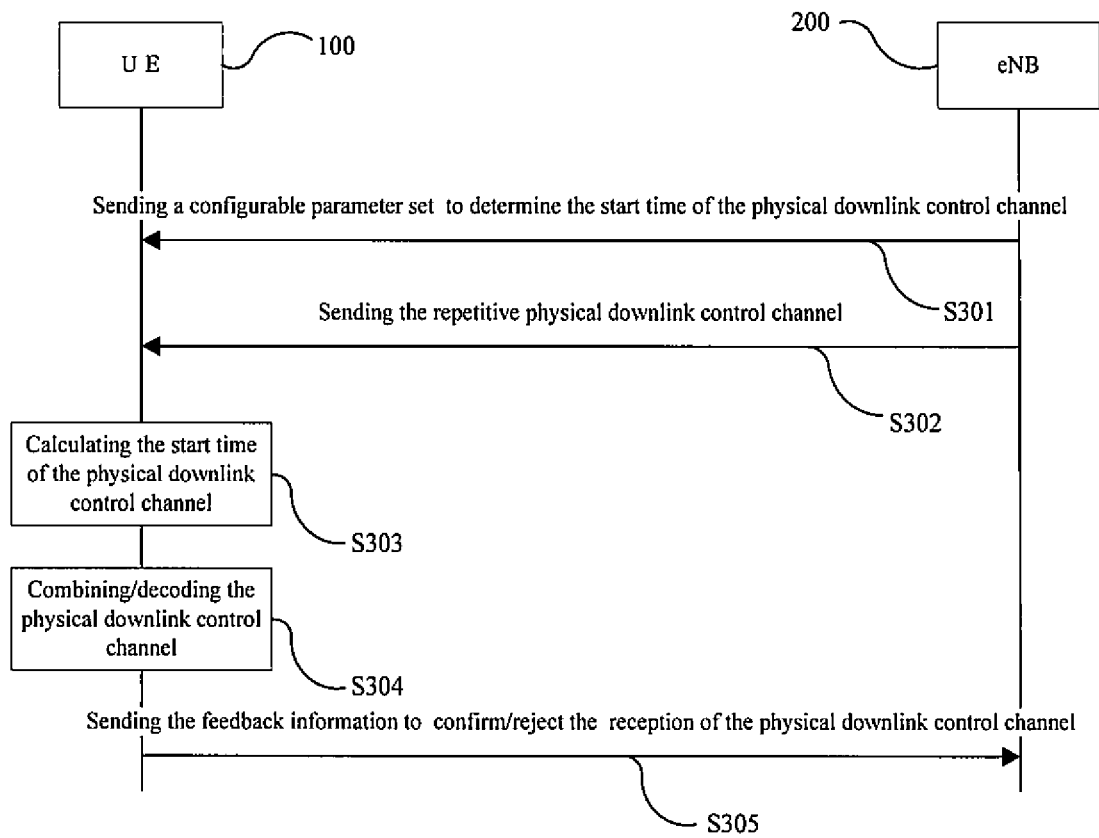 U E
100
200
eNB
Sending a configurable parameter set to determine the start time of the physical downlink control channel
S301
Sending the repetitive physical downlink control channel
S302
Calculating the start time
of the physical downlink
control channel
S303
Combining/decoding the
physical downlink control
channel
S304
Sending the feedback information to confirm/reject the reception of the physical downlink control channel
S305